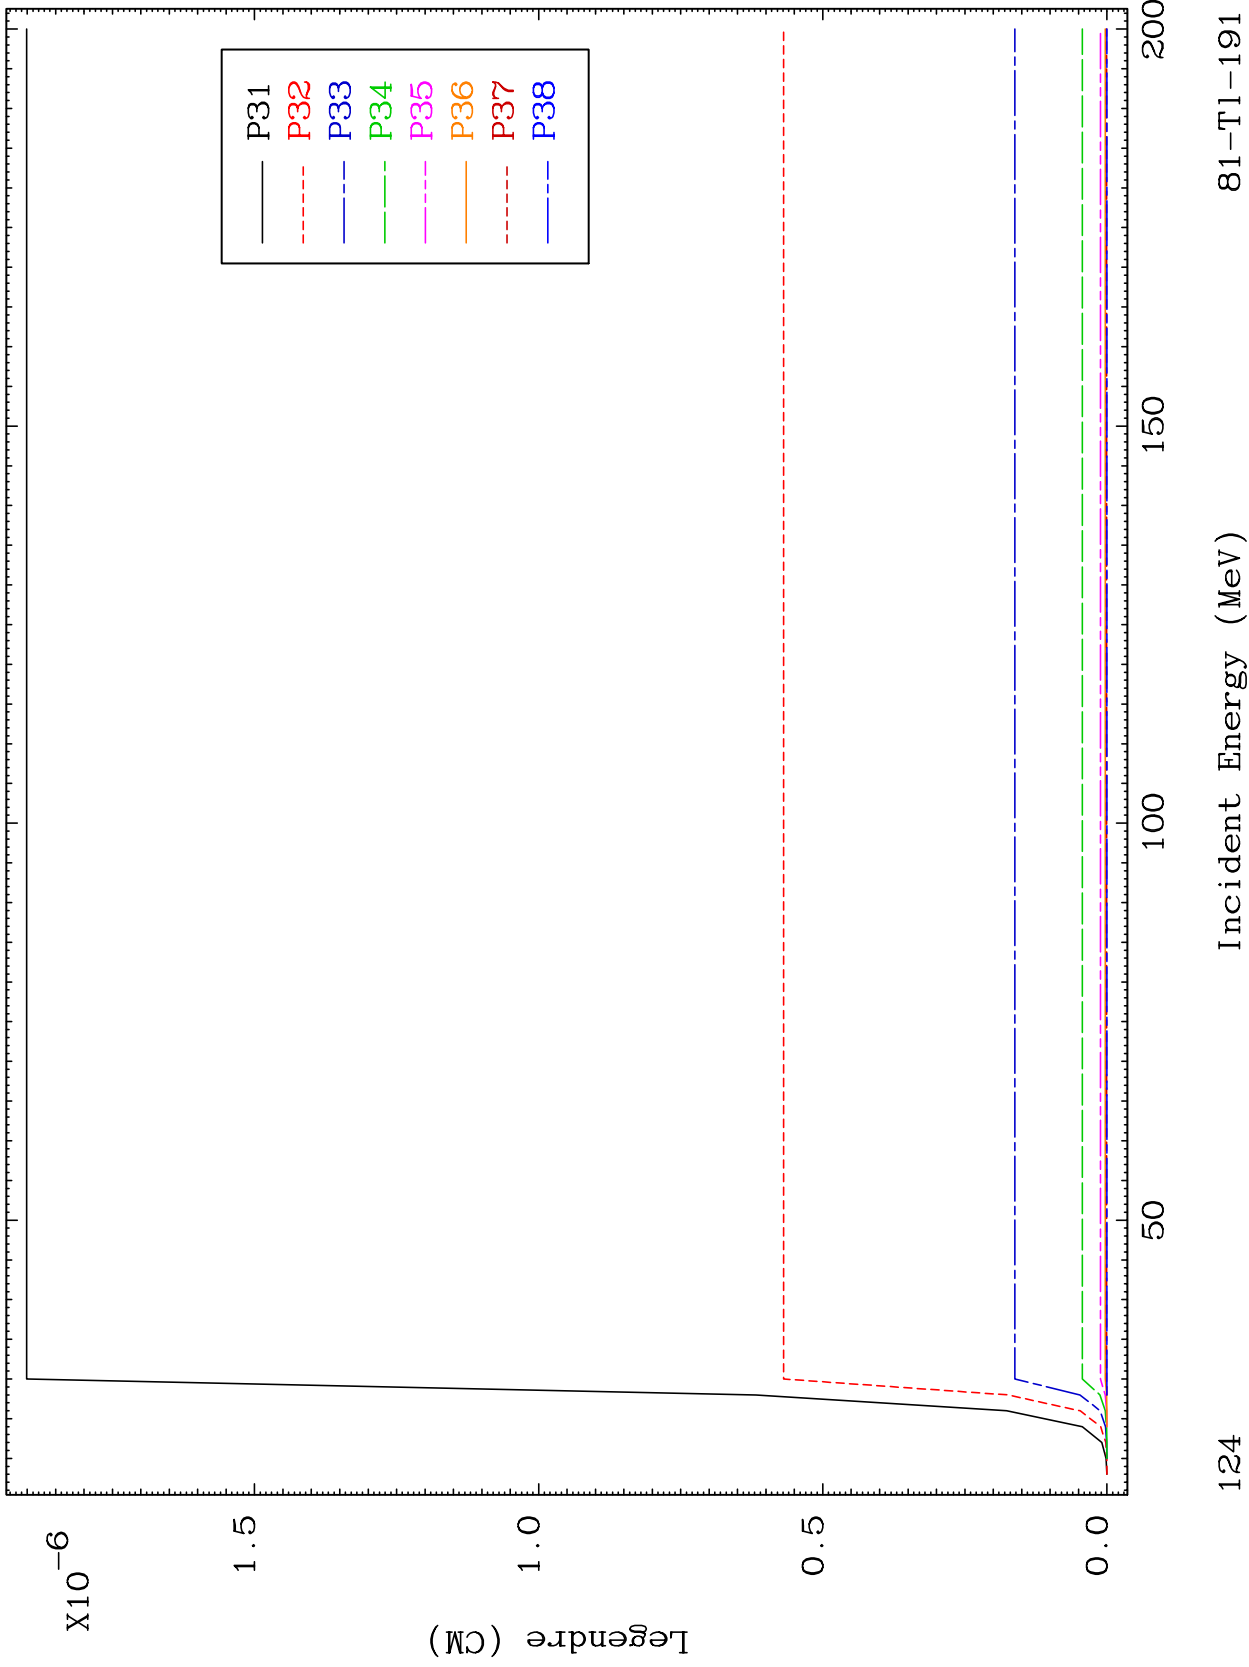 X10-6
1.5
1.0
0.5
0.0
Legendre (CM)
P31
P32
P33
P34
P35
P36
P37
P38
50
100
150
200
Incident Energy (MeV)
124
81-Tl-191